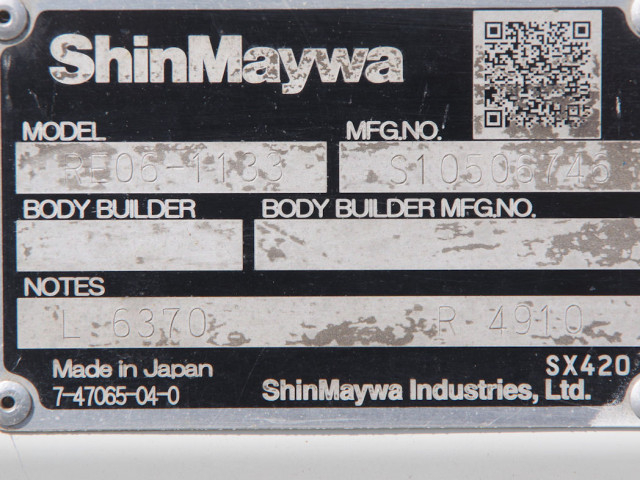 ShinMaywa
MODEL MFG.NO.
RE06-1133 S10506745
BODY BUILDER BODY BUILDER MFG.NO.
NOTES
L 6370 R 4910
Made in Japan SX420
7-47065-04-0 ShinMaywa Industries, Ltd.